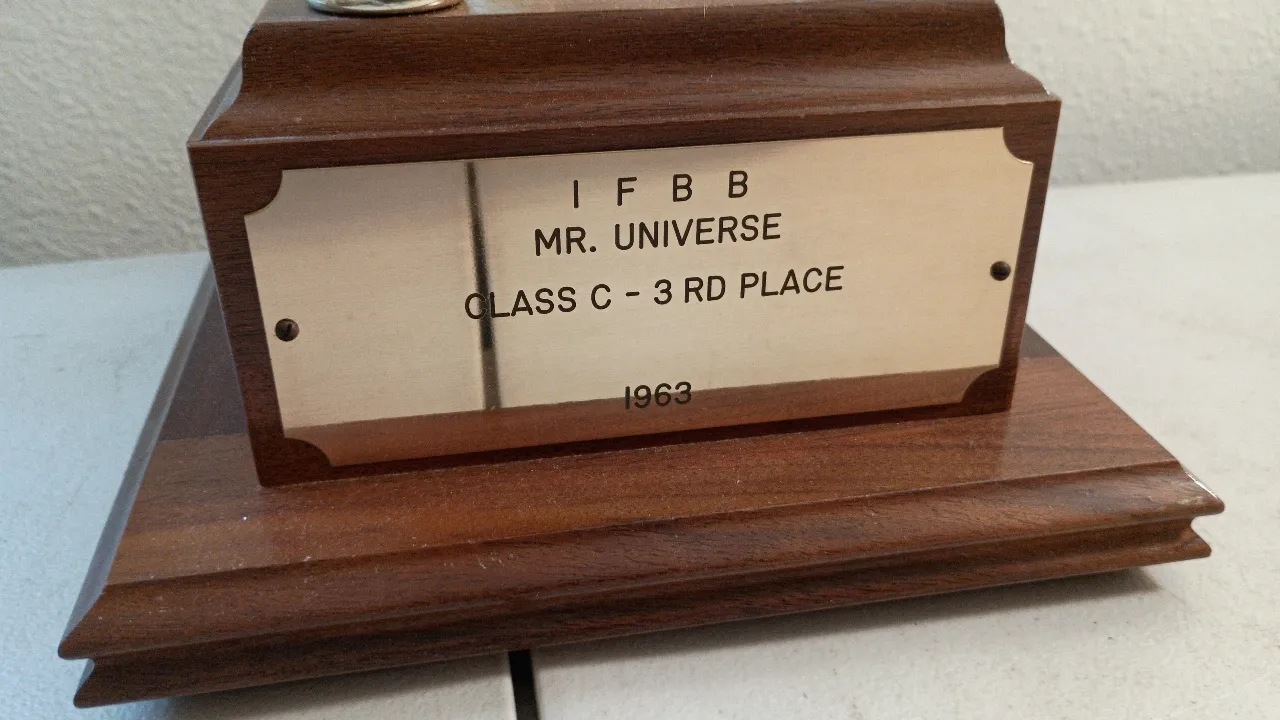 I F B B
MR. UNIVERSE
CLASS C - 3 RD PLACE
1963